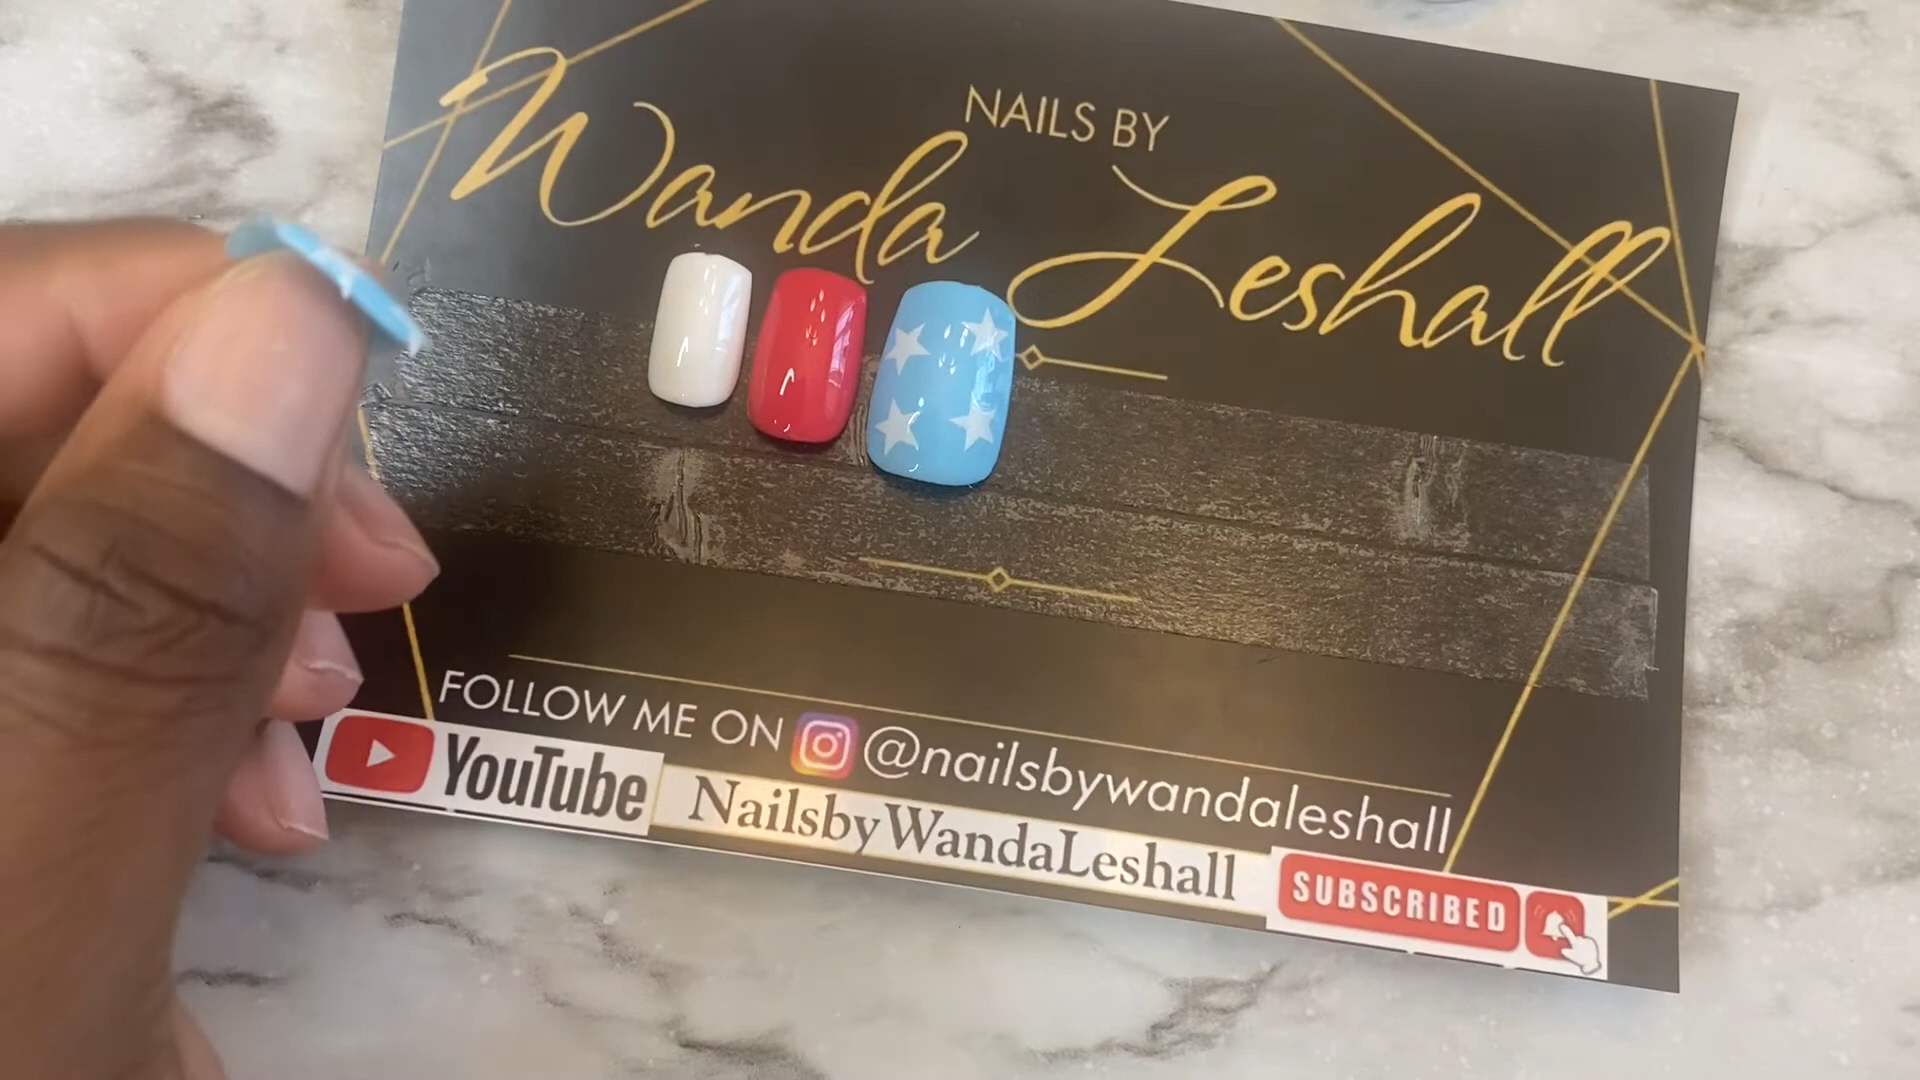 NAILS BY
Wanda Leshall
FOLLOW ME ON @nailsbywandaleshall
YouTube NailsbyWandaLeshall SUBSCRIBED